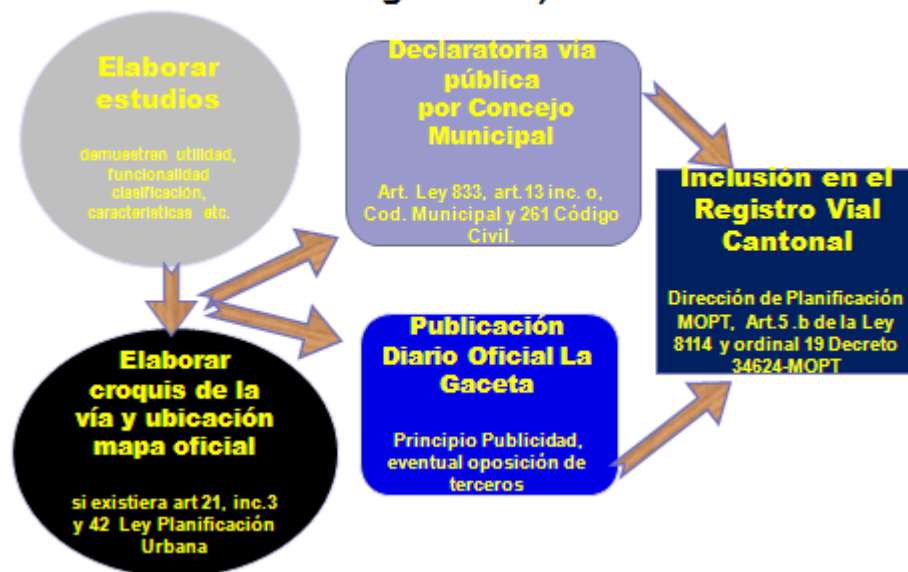 Elaborar
estudios
demuestren utilidad,
funcionalidad
clasificación,
características etc.
Elaborar
croquis de la
vía y ubicación
mapa oficial
si existiera art 21, inc.3
y 42 Ley Planificación
Urbana
Declaratoria vía
pública
por Concejo
Municipal
Art. Ley 833, art.13 inc. o,
Cod. Municipal y 261 Código
Civil.
Publicación
Diario Oficial La
Gaceta
Principio Publicidad,
eventual oposición de
terceros
Inclusión en el
Registro Vial
Cantonal
Dirección de Planificación
MOPT, Art.5 .b de la Ley
8114 y ordinal 19 Decreto
34624-MOPT